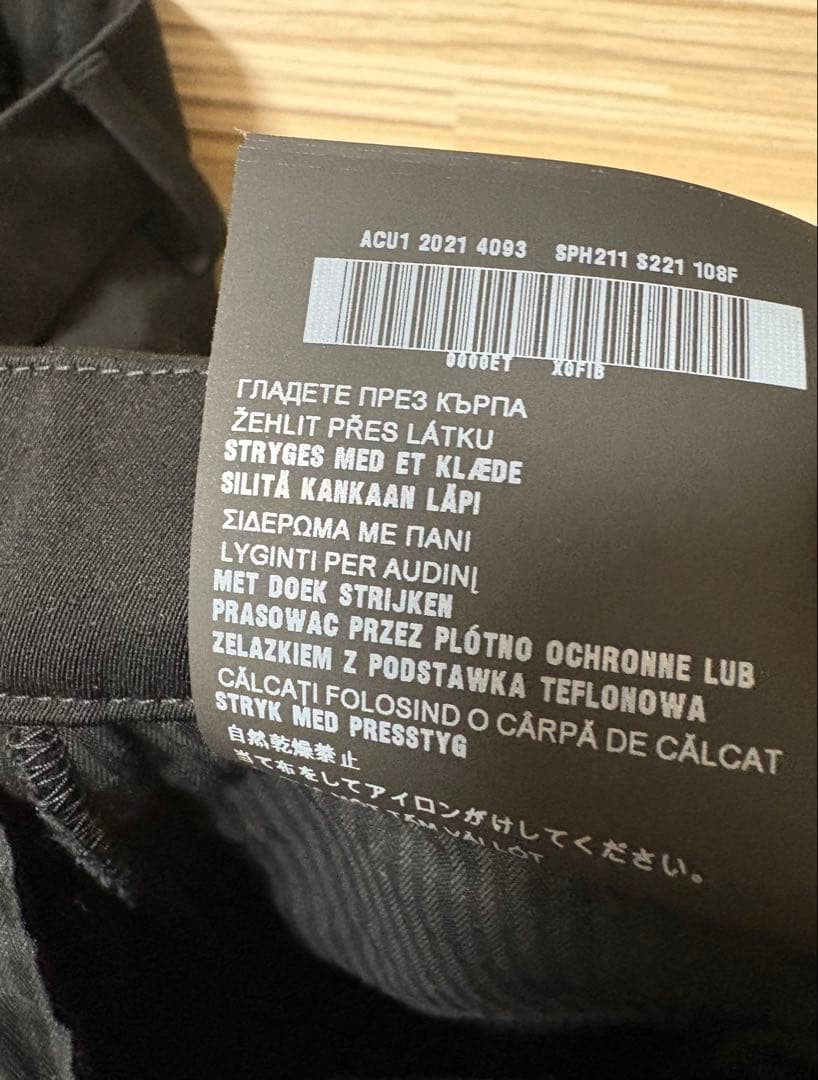 ACU1 2021 4093 SPH211 S221 108F
0000ET X0FIB
ГЛАДЕТЕ ПРЕЗ КЪРПА
ŽEHLIT PŘES LÁTKU
STRYGES MED ET KLÆDE
SILITÄ KANKAAN LÄPI
ΣΙΔΕΡΩΜΑ ΜΕ ΠΑΝΙ
LYGINTI PER AUDINĮ
MET DOEK STRIJKEN
PRASOWAC PRZEZ PLÓTNO OCHRONNE LUB
ZELAZKIEM Z PODSTAWKA TEFLONOWA
CĂLCAȚI FOLOSIND O CÂRPĂ DE CĂLCAT
STRYK MED PRESSTYG
自然乾燥禁止
当て布をしてアイロンがけしてください。